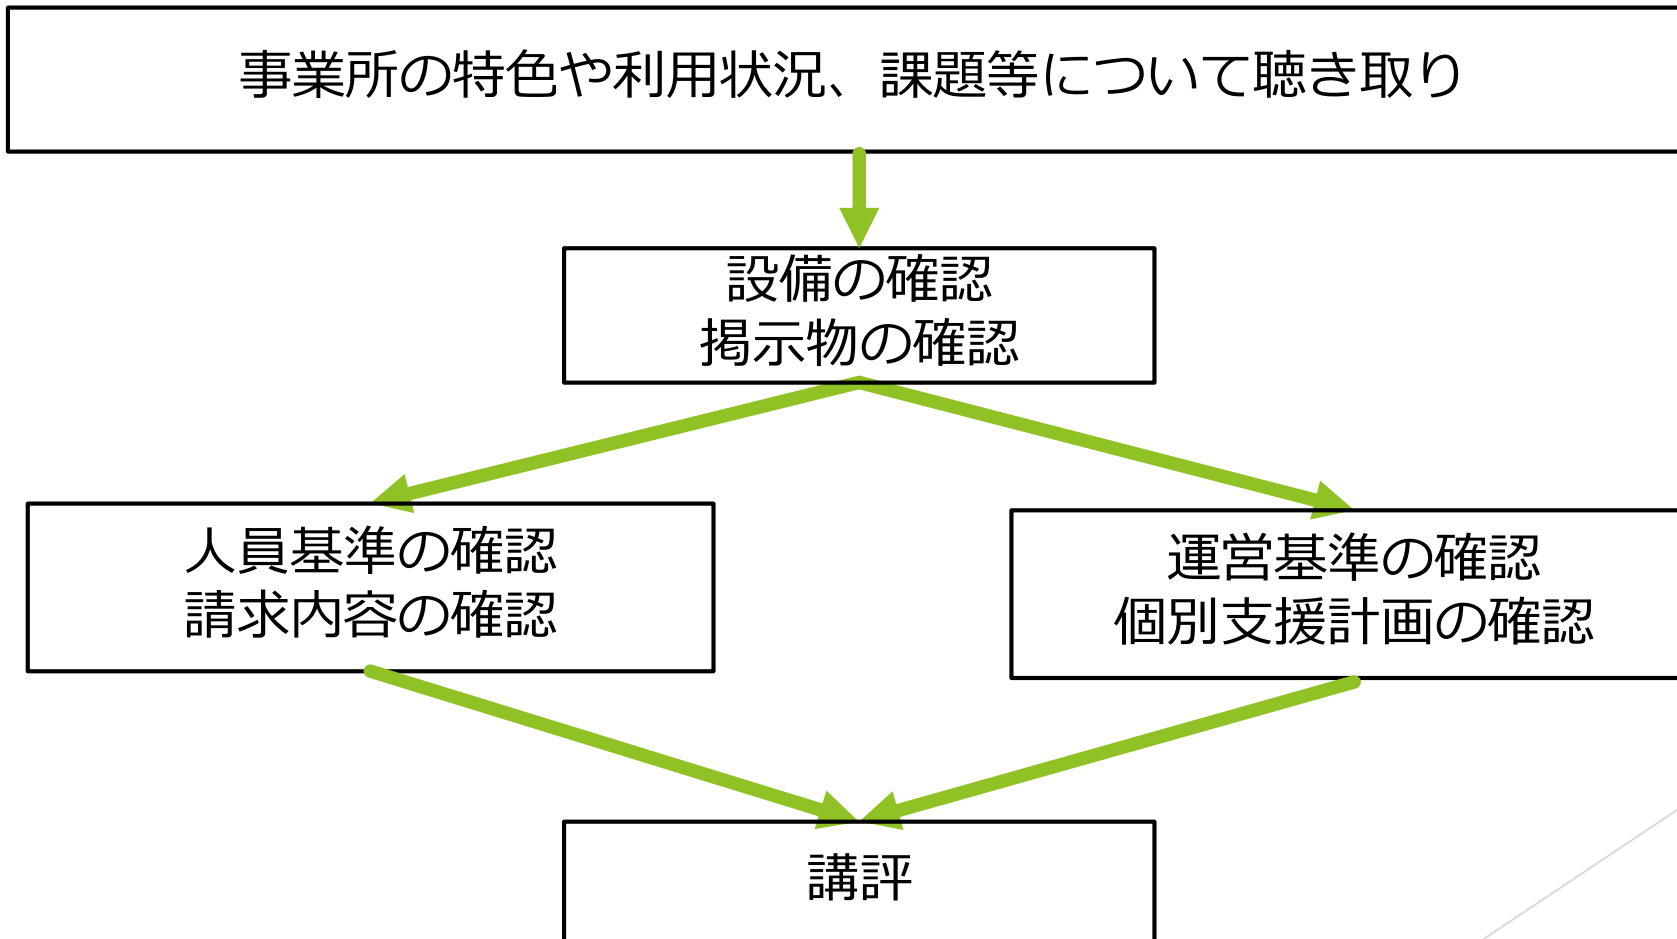 事業所の特色や利用状況、課題等について聴き取り
設備の確認
掲示物の確認
人員基準の確認
請求内容の確認
運営基準の確認
個別支援計画の確認
講評